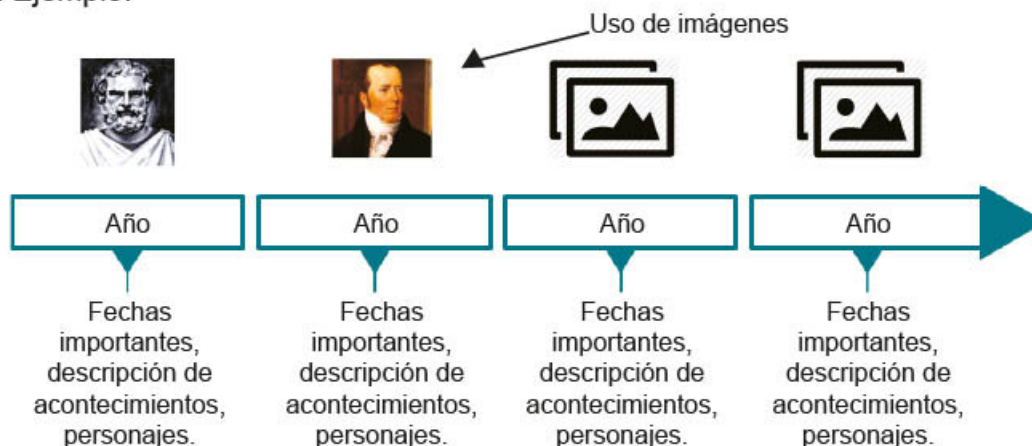 Ejemplo:
Uso de imágenes
Año
Año
Año
Año
Fechas
importantes,
descripción de
acontecimientos,
personajes.
Fechas
importantes,
descripción de
acontecimientos,
personajes.
Fechas
importantes,
descripción de
acontecimientos,
personajes.
Fechas
importantes,
descripción de
acontecimientos,
personajes.